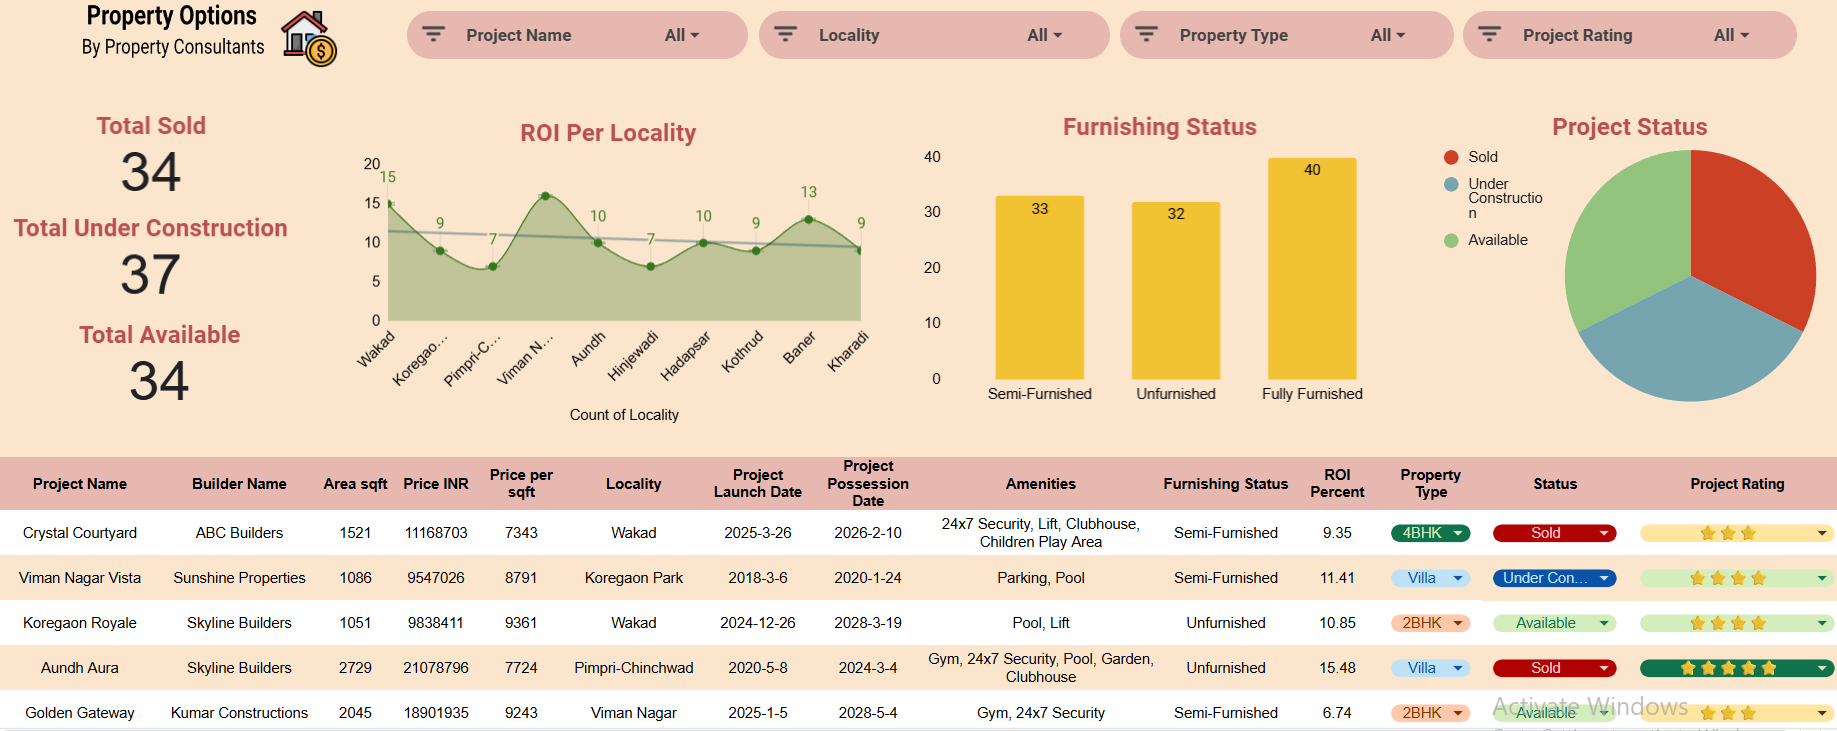 Property Options
By Property Consultants
Project Name All
Locality All
Property Type All
Project Rating All
Total Sold
34
Total Under Construction
37
Total Available
34
ROI Per Locality
20
15
10
5
0
15
9
7
10
7
10
9
13
9
Wakad
Koregao...
Pimpri-C...
Viman N...
Aundh
Hinjewadi
Hadapsar
Kothrud
Baner
Kharadi
Count of Locality
Furnishing Status
40
30
20
10
0
33
32
40
Semi-Furnished
Unfurnished
Fully Furnished
Project Status
Sold
Under
Constructio
n
Available
Project Name Builder Name Area sqft Price INR Price per sqft Locality Project Launch Date Project Possession Date Amenities Furnishing Status ROI Percent Property Type Status Project Rating
Crystal Courtyard ABC Builders 1521 11168703 7343 Wakad 2025-3-26 2026-2-10 24x7 Security, Lift, Clubhouse, Children Play Area Semi-Furnished 9.35 4BHK Sold
Viman Nagar Vista Sunshine Properties 1086 9547026 8791 Koregaon Park 2018-3-6 2020-1-24 Parking, Pool Semi-Furnished 11.41 Villa Under Con...
Koregaon Royale Skyline Builders 1051 9838411 9361 Wakad 2024-12-26 2028-3-19 Pool, Lift Unfurnished 10.85 2BHK Available
Aundh Aura Skyline Builders 2729 21078796 7724 Pimpri-Chinchwad 2020-5-8 2024-3-4 Gym, 24x7 Security, Pool, Garden, Clubhouse Unfurnished 15.48 Villa Sold
Golden Gateway Kumar Constructions 2045 18901935 9243 Viman Nagar 2025-1-5 2028-5-4 Gym, 24x7 Security Semi-Furnished 6.74 2BHK Available
Activate Windows